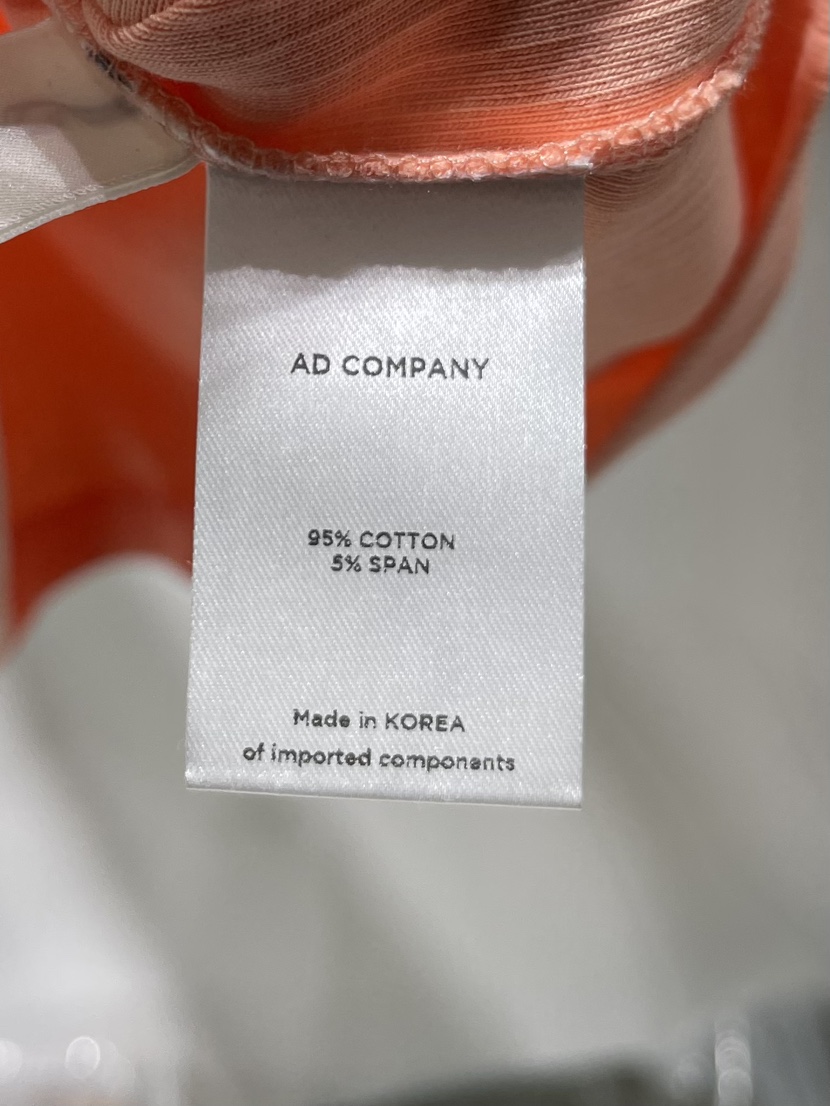 AD COMPANY
95% COTTON
5% SPAN
Made in KOREA
of imported components